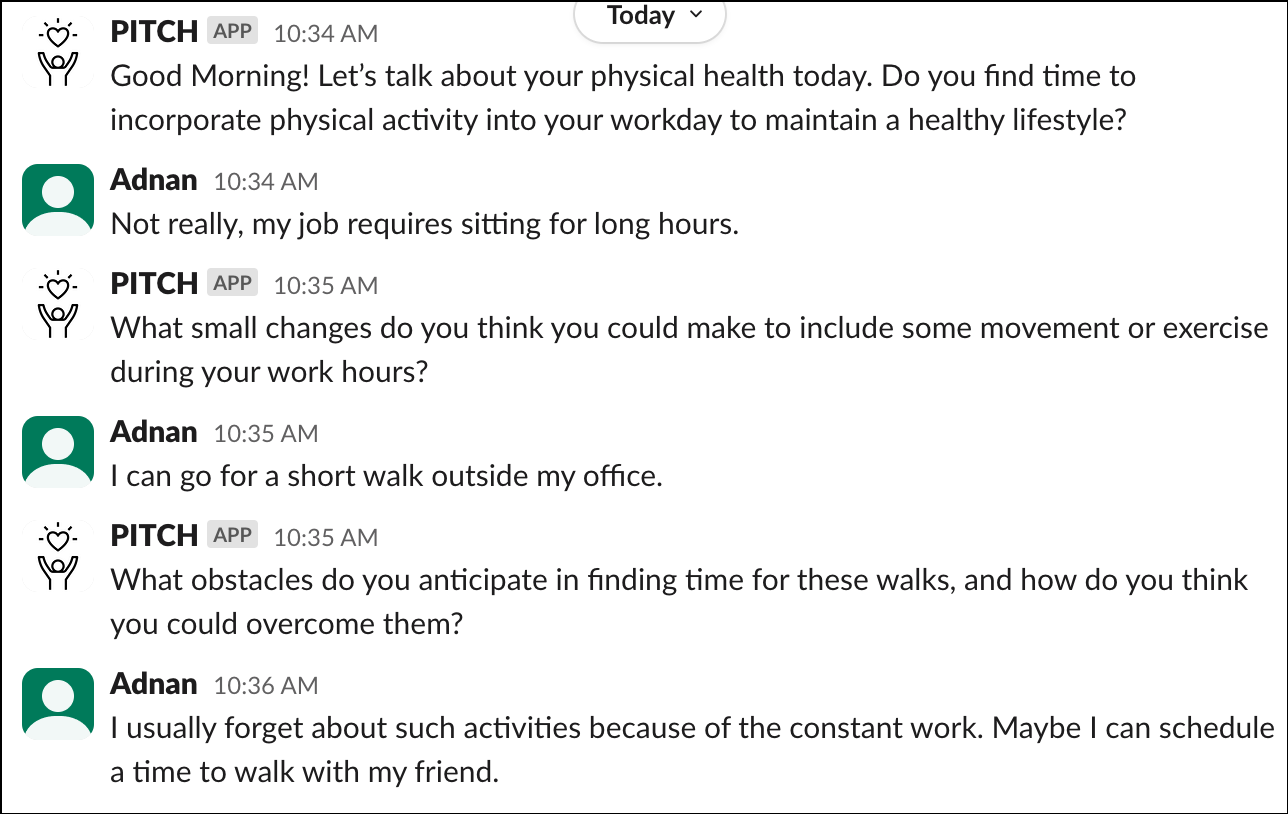 Today
PITCH APP 10:34 AM
Good Morning! Let’s talk about your physical health today. Do you find time to
incorporate physical activity into your workday to maintain a healthy lifestyle?
Adnan 10:34 AM
Not really, my job requires sitting for long hours.
PITCH APP 10:35 AM
What small changes do you think you could make to include some movement or exercise
during your work hours?
Adnan 10:35 AM
I can go for a short walk outside my office.
PITCH APP 10:35 AM
What obstacles do you anticipate in finding time for these walks, and how do you think
you could overcome them?
Adnan 10:36 AM
I usually forget about such activities because of the constant work. Maybe I can schedule
a time to walk with my friend.